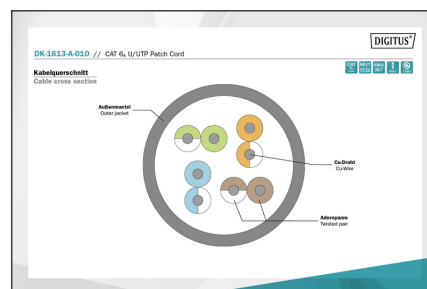 DIGITUS®
DK-1613-A-010 // CAT 6A U/UTP Patch Cord
Kabelquerschnitt
Cable cross section
Außenmantel
Outer jacket
Cu-Draht
Cu-Wire
Aderspaare
Twisted pair